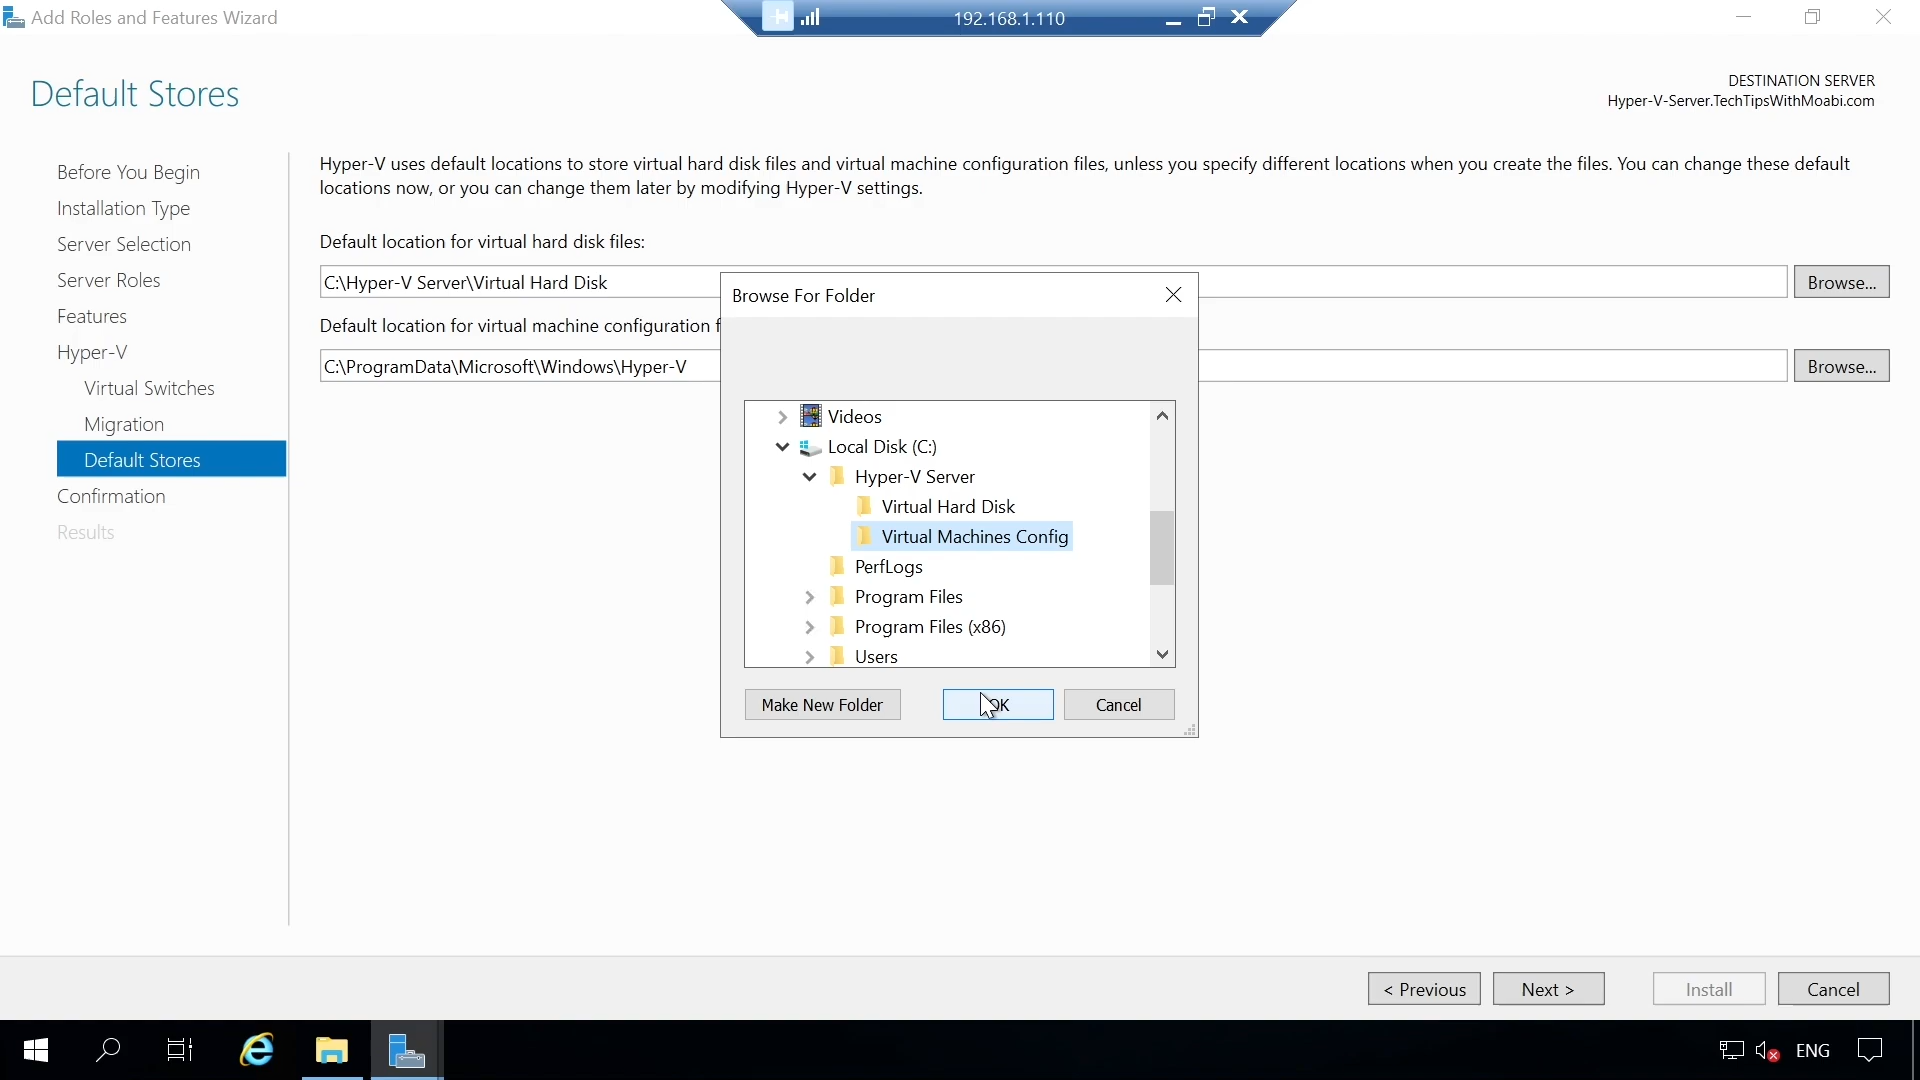 Add Roles and Features Wizard
192.168.1.110
Default Stores
DESTINATION SERVER
Hyper-V-Server.TechTipsWithMoabi.com
Before You Begin
Installation Type
Server Selection
Server Roles
Features
Hyper-V
Virtual Switches
Migration
Default Stores
Confirmation
Results
Hyper-V uses default locations to store virtual hard disk files and virtual machine configuration files, unless you specify different locations when you create the files. You can change these default
locations now, or you can change them later by modifying Hyper-V settings.
Default location for virtual hard disk files:
C:\Hyper-V Server\Virtual Hard Disk
Browse...
Default location for virtual machine configuration f
C:\ProgramData\Microsoft\Windows\Hyper-V
Browse...
Browse For Folder
Videos
Local Disk (C:)
Hyper-V Server
Virtual Hard Disk
Virtual Machines Config
PerfLogs
Program Files
Program Files (x86)
Users
Make New Folder
OK
Cancel
< Previous
Next >
Install
Cancel
ENG